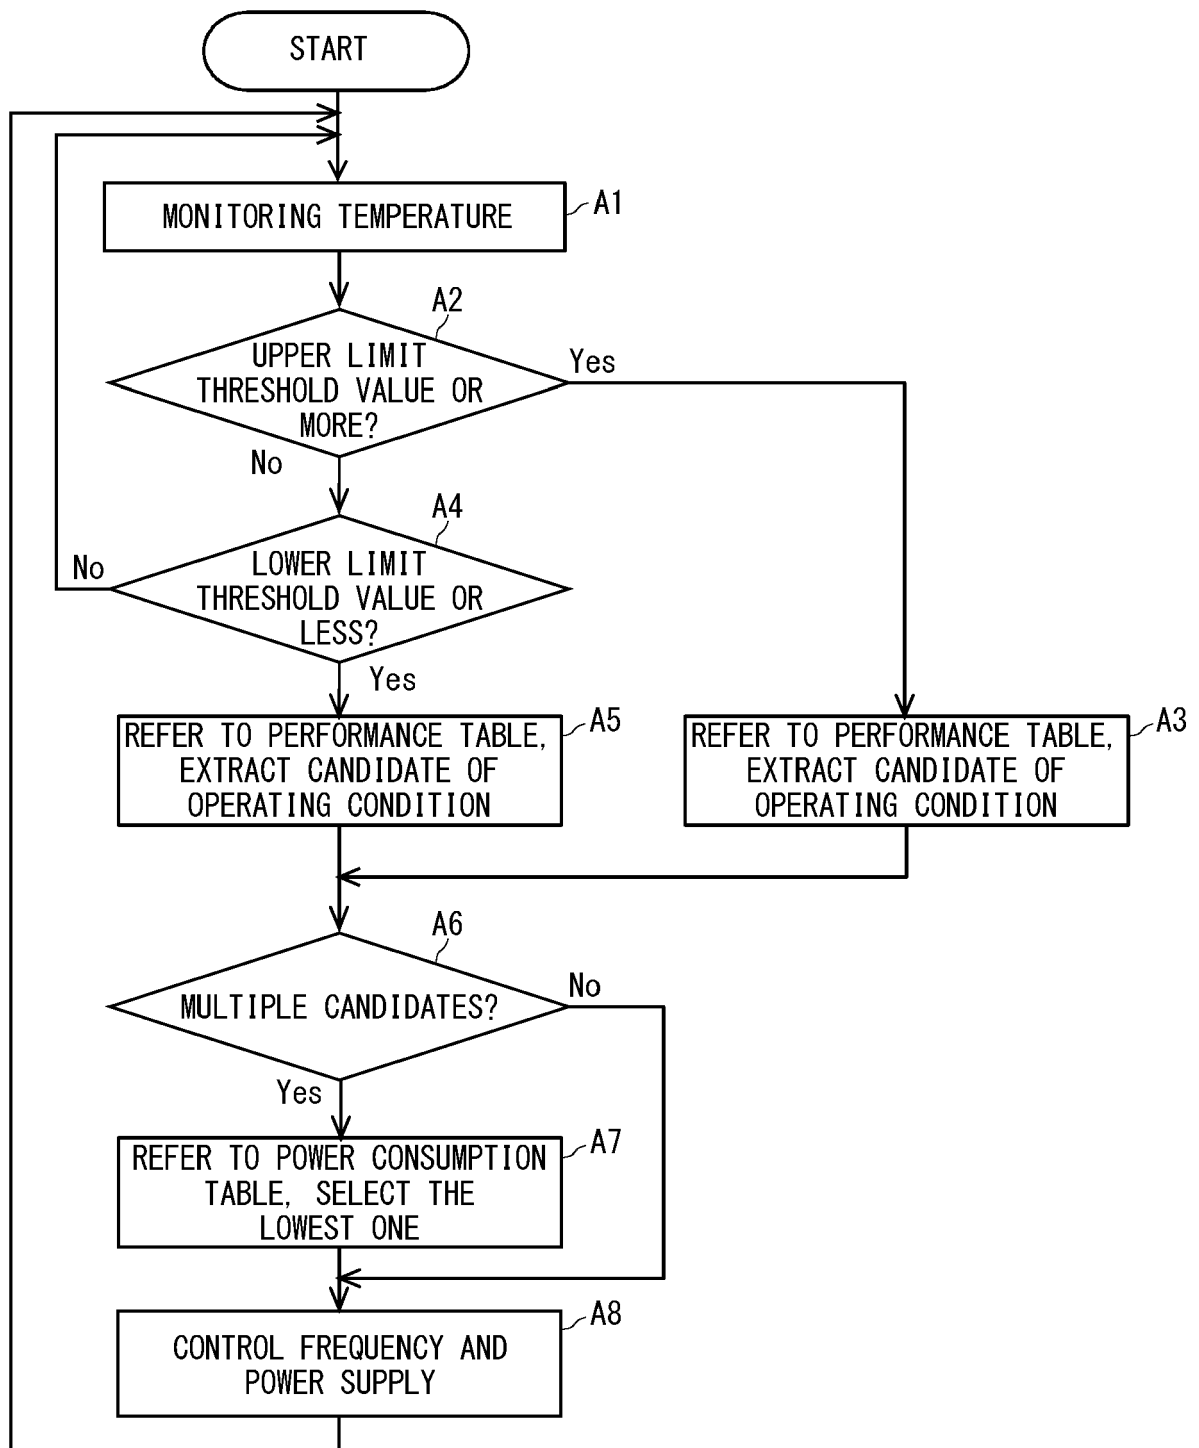 START
MONITORING TEMPERATURE
A1
A2
UPPER LIMIT
THRESHOLD VALUE OR
MORE?
Yes
No
A4
LOWER LIMIT
THRESHOLD VALUE OR
LESS?
No
Yes
A5
REFER TO PERFORMANCE TABLE,
EXTRACT CANDIDATE OF
OPERATING CONDITION
A3
REFER TO PERFORMANCE TABLE,
EXTRACT CANDIDATE OF
OPERATING CONDITION
A6
MULTIPLE CANDIDATES?
No
Yes
A7
REFER TO POWER CONSUMPTION
TABLE, SELECT THE
LOWEST ONE
A8
CONTROL FREQUENCY AND
POWER SUPPLY